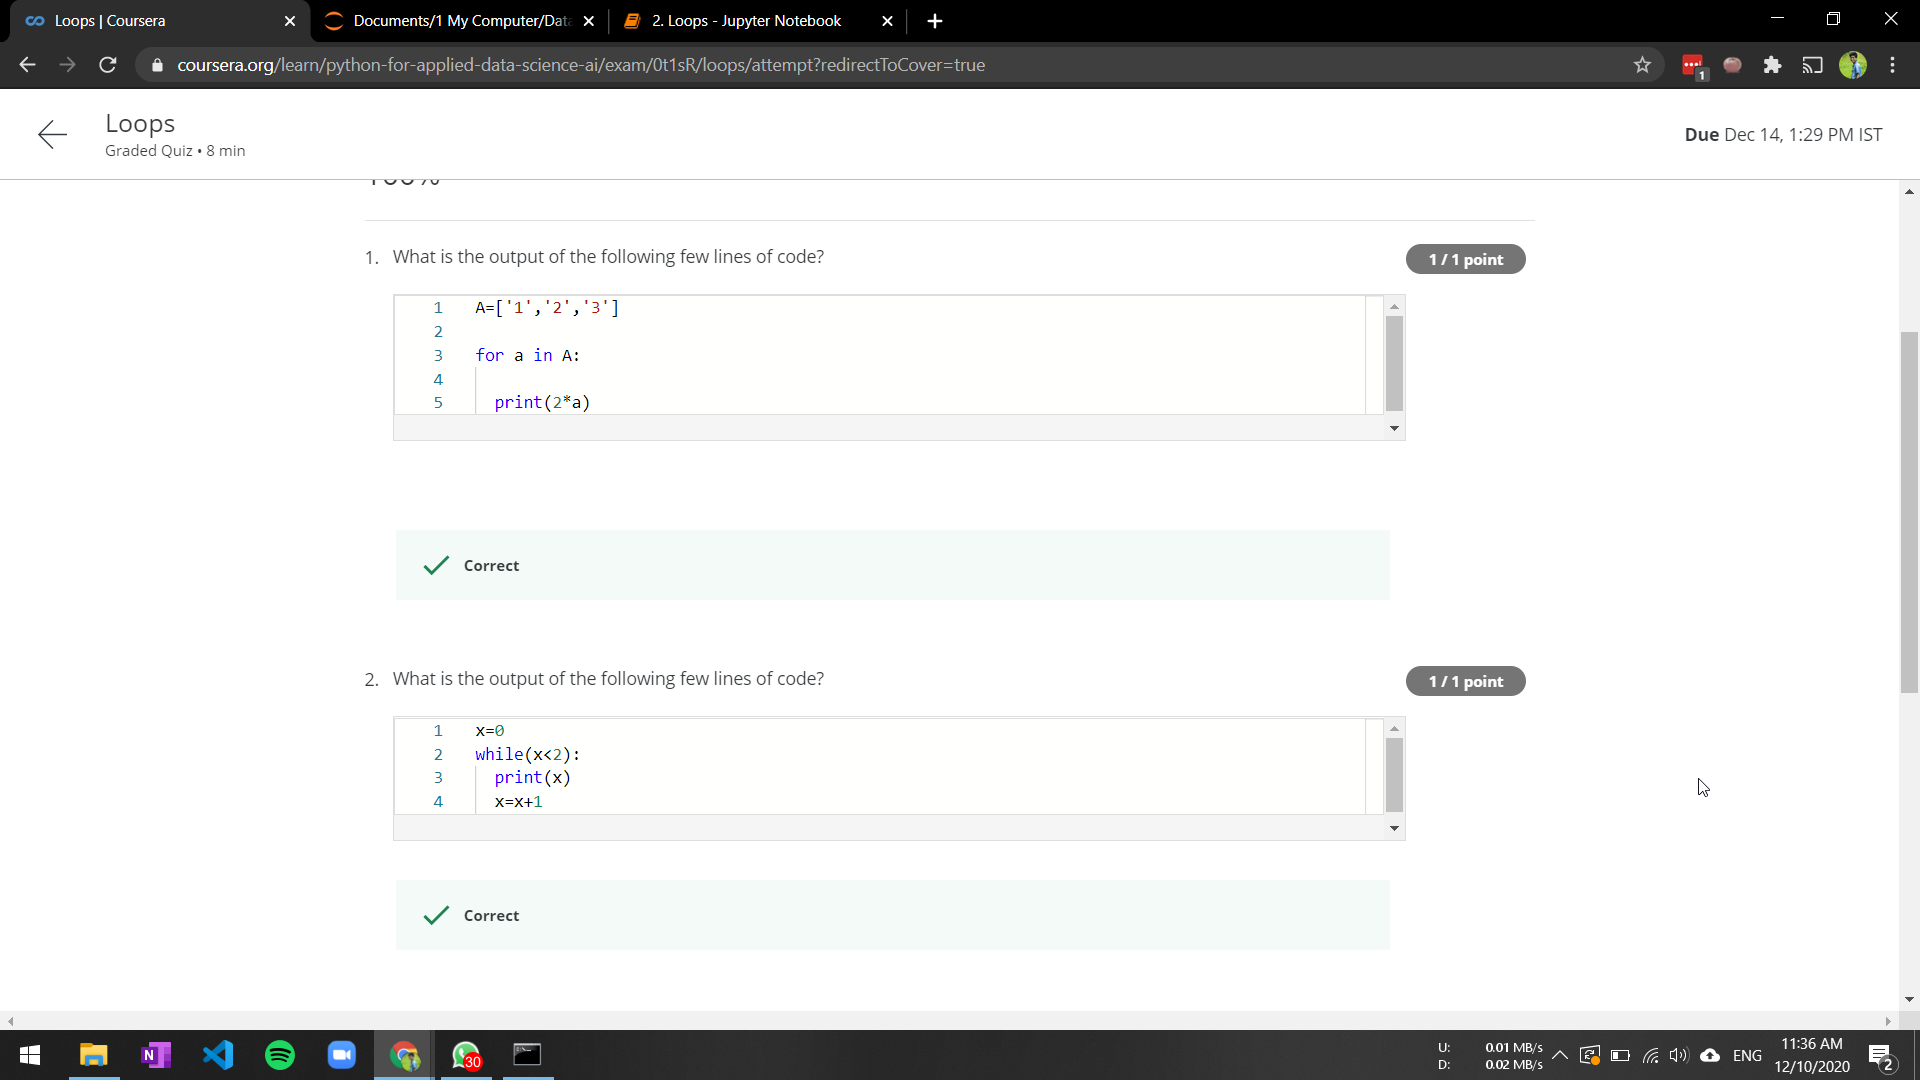 Loops | Coursera
Documents/1 My Computer/Data
2. Loops - Jupyter Notebook
coursera.org/learn/python-for-applied-data-science-ai/exam/0t1sR/loops/attempt?redirectToCover=true
1
Loops
Graded Quiz • 8 min
Due Dec 14, 1:29 PM IST
100%
1. What is the output of the following few lines of code?
1 / 1 point
1 A=['1','2','3']
2
3 for a in A:
4
5 print(2*a)
Correct
2. What is the output of the following few lines of code?
1 / 1 point
1 x=0
2 while(x<2):
3 print(x)
4 x=x+1
Correct
N
30
U: 0.01 MB/s
D: 0.02 MB/s
ENG
11:36 AM
12/10/2020
2